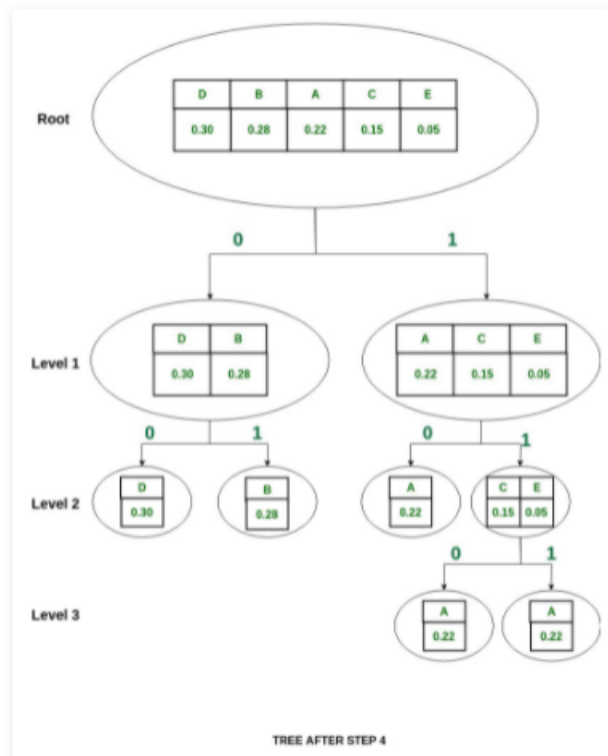 D B A C E
Root
0.30 0.28 0.22 0.15 0.05
0 1
D B A C E
Level 1
0.30 0.28 0.22 0.15 0.05
0 1 0 1
D B A C E
Level 2
0.30 0.28 0.22 0.15 0.05
0 1
A A
Level 3
0.22 0.22
TREE AFTER STEP 4